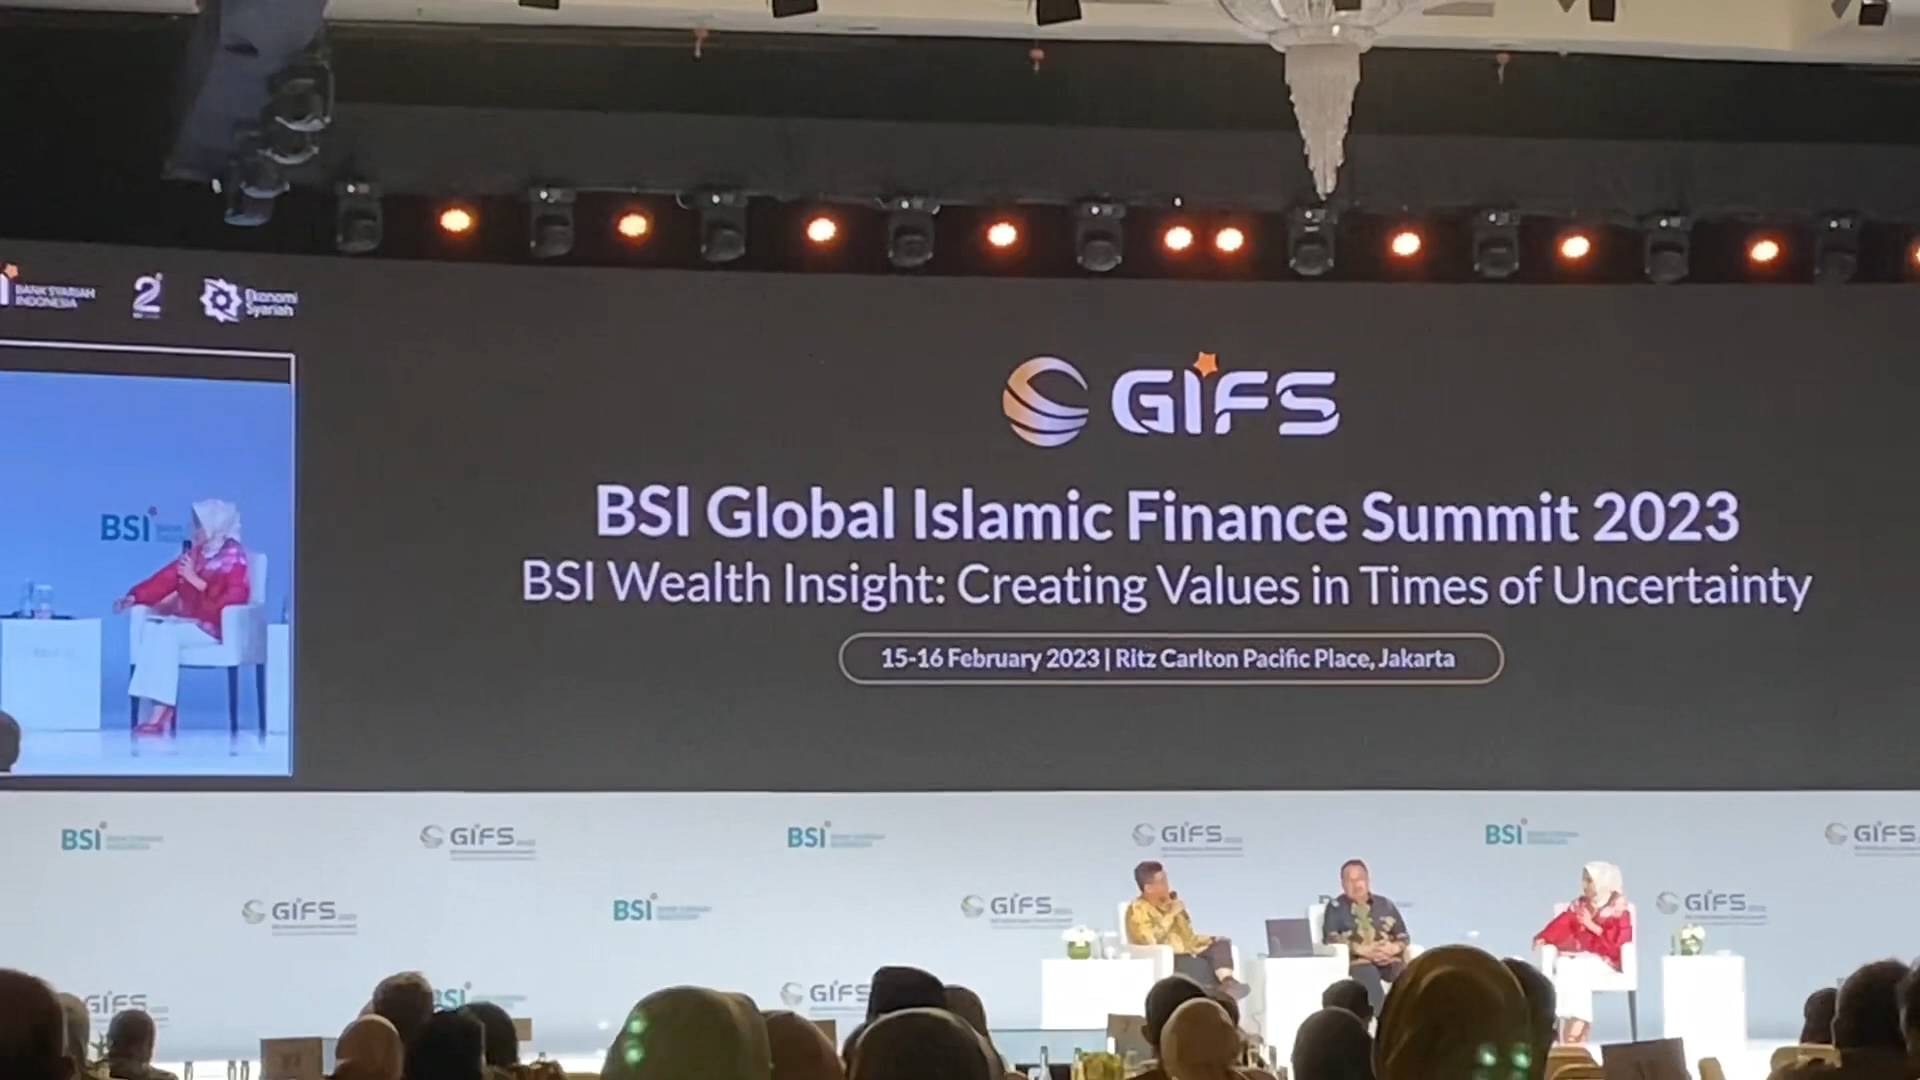 BANK SYARIAH
INDONESIA
2
Ekonomi
Syariah
GIFS
BSI Global Islamic Finance Summit 2023
BSI Wealth Insight: Creating Values in Times of Uncertainty
15-16 February 2023 | Ritz Carlton Pacific Place, Jakarta
BSI
BSI GIFS BSI GIFS BSI GIFS
GIFS BSI GIFS GIFS
GIFS BSI GIFS